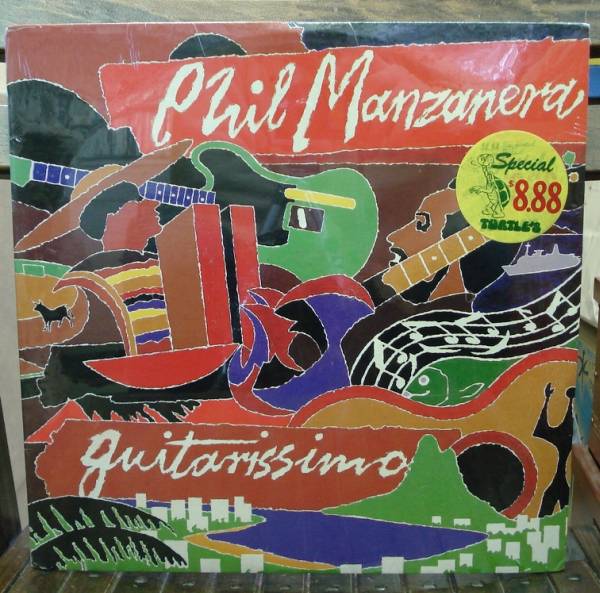 Phil Manzanera
Special
$8.88
TURTLE'S
guitarissimo